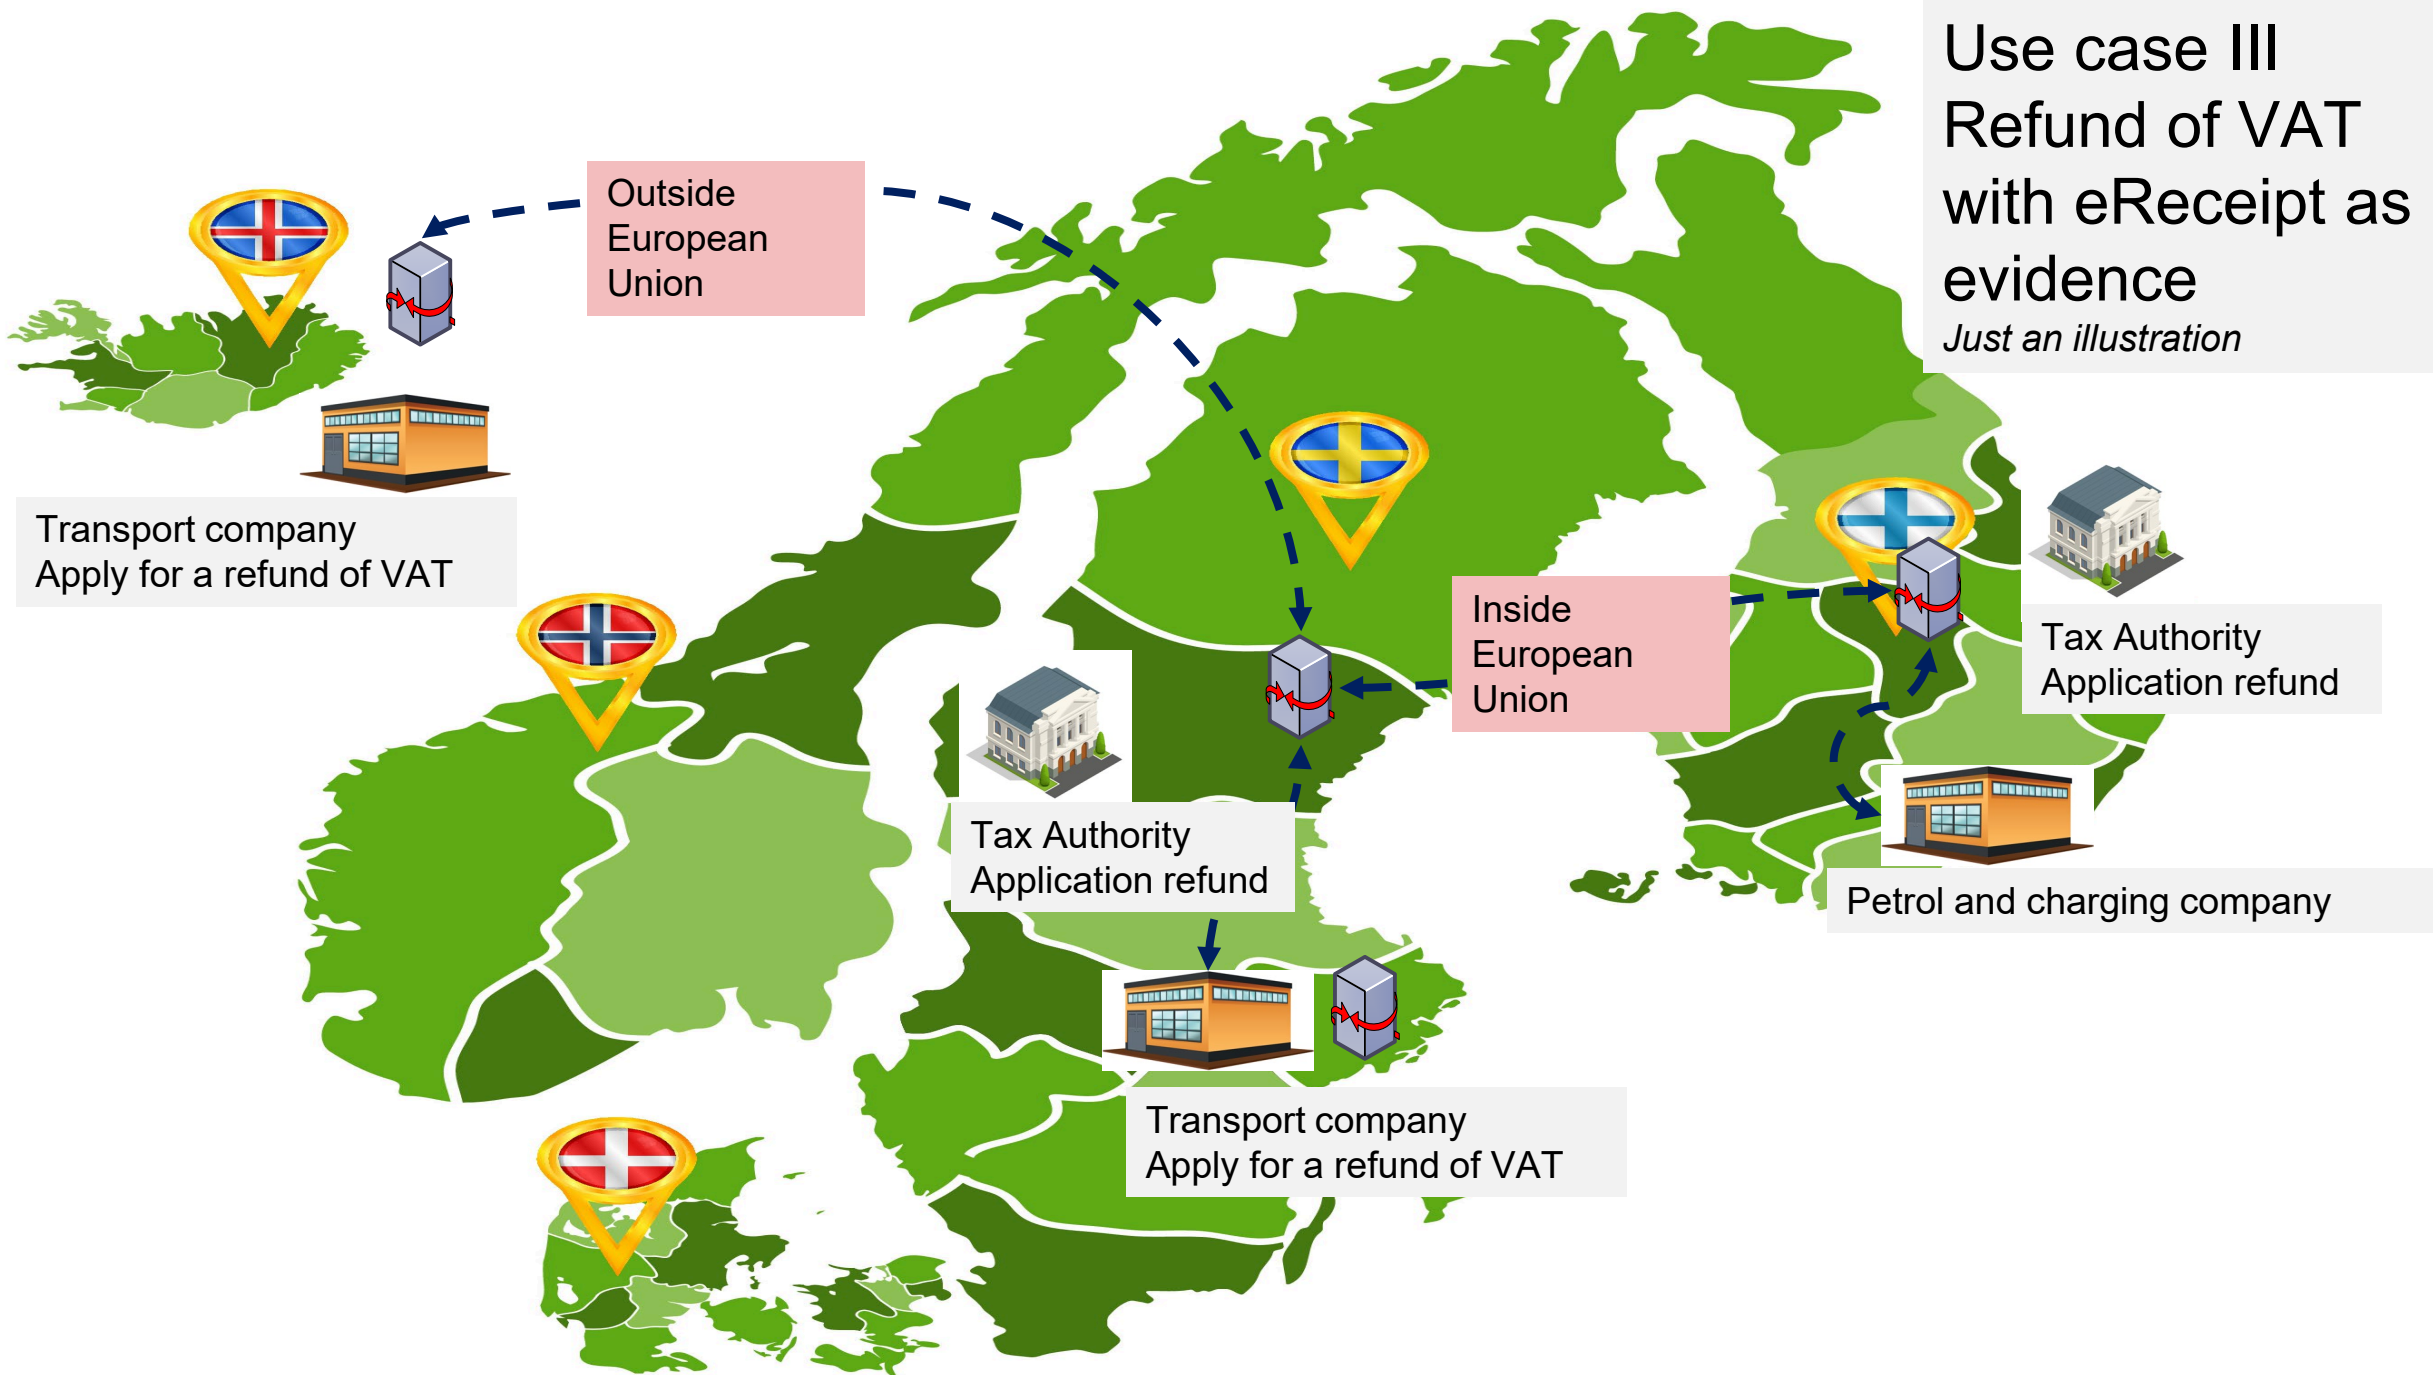 Use case III
Refund of VAT
with eReceipt as
evidence
Just an illustration
Outside
European
Union
Transport company
Apply for a refund of VAT
Inside
European
Union
Tax Authority
Application refund
Tax Authority
Application refund
Petrol and charging company
Transport company
Apply for a refund of VAT